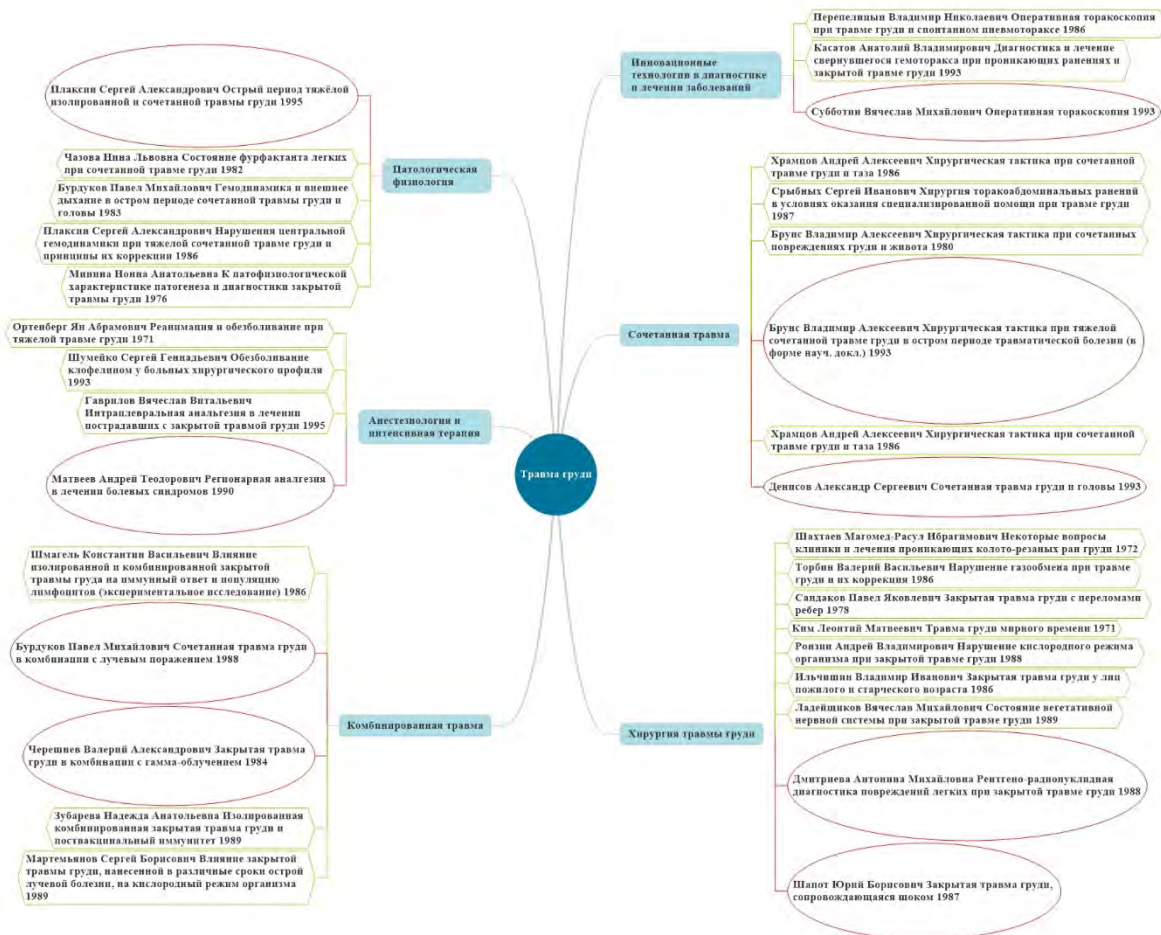 Плаксин Сергей Александрович Острый период тяжёлой
изолированной и сочетанной травмы груди 1995
Чазова Нина Львовна Состояние фурфактанта легких
при сочетанной травме груди 1982
Бурдуков Павел Михайлович Гемодинамика и внешнее
дыхание в остром периоде сочетанной травмы груди и
головы 1983
Плаксин Сергей Александрович Нарушения центральной
гемодинамики при тяжелой сочетанной травме груди и
принципы их коррекции 1986
Минина Нонна Анатольевна К патофизиологической
характеристике патогенеза и диагностики закрытой
травмы груди 1976
Патологическая
физиология
Ортенберг Ян Абрамович Реанимация и обезболивание при
тяжелой травме груди 1971
Шумейко Сергей Геннадьевич Обезболивание
клофелином у больных хирургического профиля
1993
Гаврилов Вячеслав Витальевич
Интраплевральная анальгезия в лечении
пострадавших с закрытой травмой груди 1995
Матвеев Андрей Теодорович Регионарная аналгезия
в лечении болевых синдромов 1990
Анестезиология и
интенсивная терапия
Шмагель Константин Васильевич Влияние
изолированной и комбинированной закрытой
травмы груда на иммунный ответ и популяцию
лимфоцитов (экспериментальное исследование) 1986
Бурдуков Павел Михайлович Сочетанная травма груди
в комбинации с лучевым поражением 1988
Черешнев Валерий Александрович Закрытая травма
груди в комбинации с гамма-облучением 1984
Зубарева Надежда Анатольевна Изолированная
комбинированная закрытая травма груди и
поствакцинальный иммунитет 1989
Мартемьянов Сергей Борисович Влияние закрытой
травмы груди, нанесенной в различные сроки острой
лучевой болезни, на кислородный режим организма
1989
Комбинированная травма
Травма груди
Инновационные
технологии в диагностике
и лечении заболеваний
Перепелицын Владимир Николаевич Оперативная торакоскопия
при травме груди и спонтанном пневмотораксе 1986
Касатов Анатолий Владимирович Диагностика и лечение
свернувшегося гемоторакса при проникающих ранениях и
закрытой травме груди 1993
Субботин Вячеслав Михайлович Оперативная торакоскопия 1993
Сочетанная травма
Храмцов Андрей Алексеевич Хирургическая тактика при сочетанной
травме груди и таза 1986
Срыбных Сергей Иванович Хирургия торакоабдоминальных ранений
в условиях оказания специализированной помощи при травме груди
1987
Брунс Владимир Алексеевич Хирургическая тактика при сочетанных
повреждениях груди и живота 1980
Брунс Владимир Алексеевич Хирургическая тактика при тяжелой
сочетанной травме груди в остром периоде травматической болезни (в
форме науч. докл.) 1993
Храмцов Андрей Алексеевич Хирургическая тактика при сочетанной
травме груди и таза 1986
Денисов Александр Сергеевич Сочетанная травма груди и головы 1993
Хирургия травмы груди
Шахтаев Магомед-Расул Ибрагимович Некоторые вопросы
клиники и лечения проникающих колото-резаных ран груди 1972
Торбин Валерий Васильевич Нарушение газообмена при травме
груди и их коррекция 1986
Сандаков Павел Яковлевич Закрытая травма груди с переломами
ребер 1978
Ким Леонтий Матвеевич Травма груди мирного времени 1971
Ронзин Андрей Владимирович Нарушение кислородного режима
организма при закрытой травме груди 1988
Ильчишин Владимир Иванович Закрытая травма груди у лиц
пожилого и старческого возраста 1986
Ладейщиков Вячеслав Михайлович Состояние вегетативной
нервной системы при закрытой травме груди 1989
Дмитриева Антонина Михайловна Рентгено-радионуклидная
диагностика повреждений легких при закрытой травме груди 1988
Шапот Юрий Борисович Закрытая травма груди,
сопровождающаяся шоком 1987